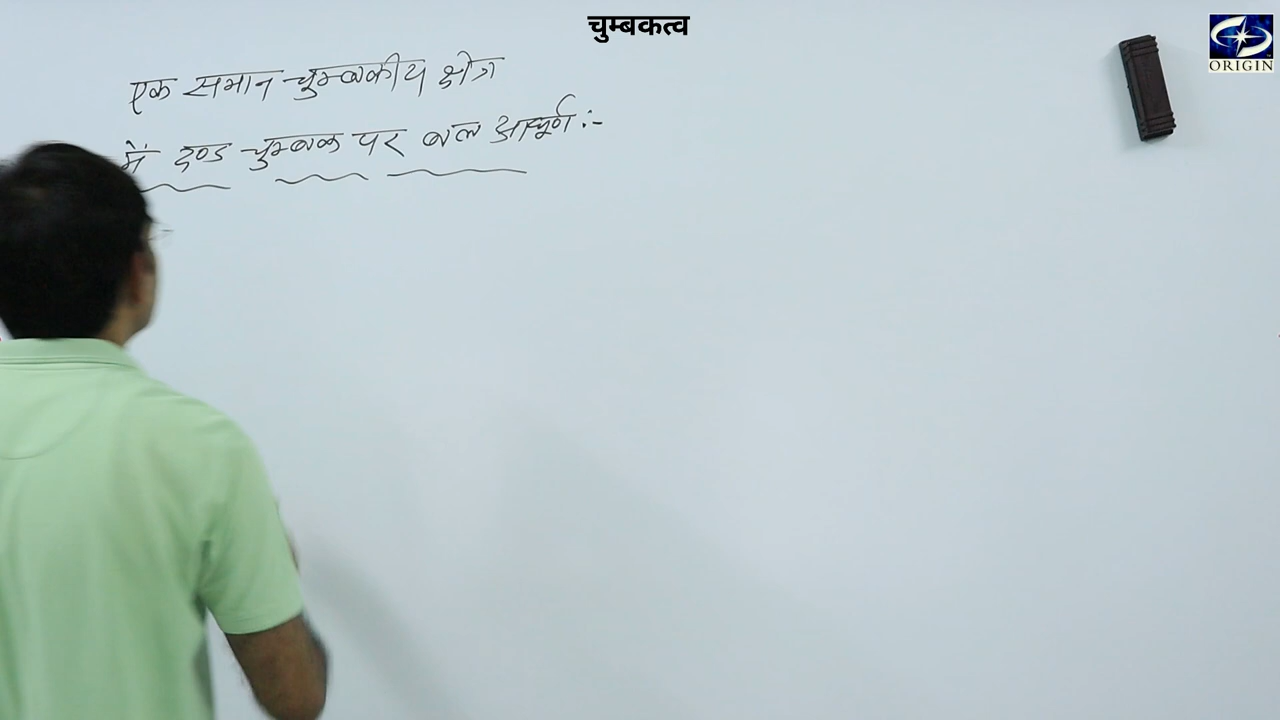 चुम्बकत्व
ORIGIN
एक समान चुम्बकीय क्षेत्र
में दण्ड चुम्बक पर बल आघूर्ण :-